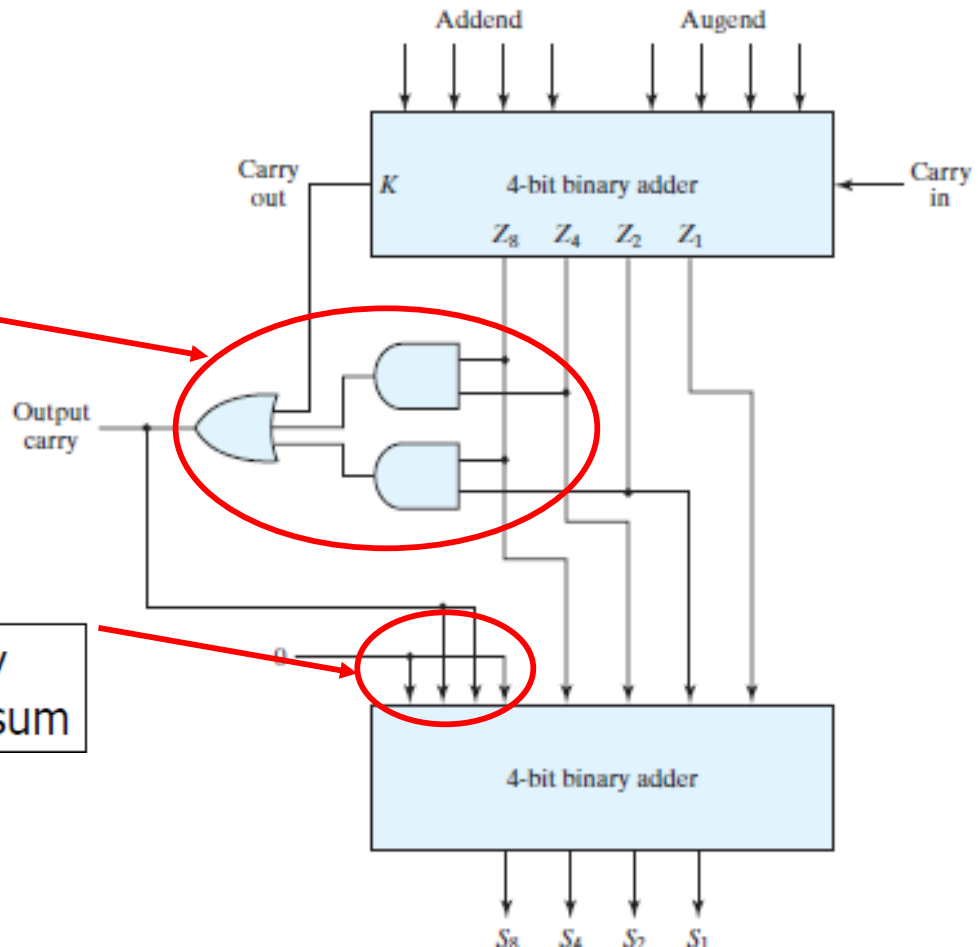 Addend Augend
Carry
out
K
4-bit binary adder
Carry
in
Z8 Z4 Z2 Z1
Output
carry
0
y
sum
4-bit binary adder
S8 S4 S2 S1